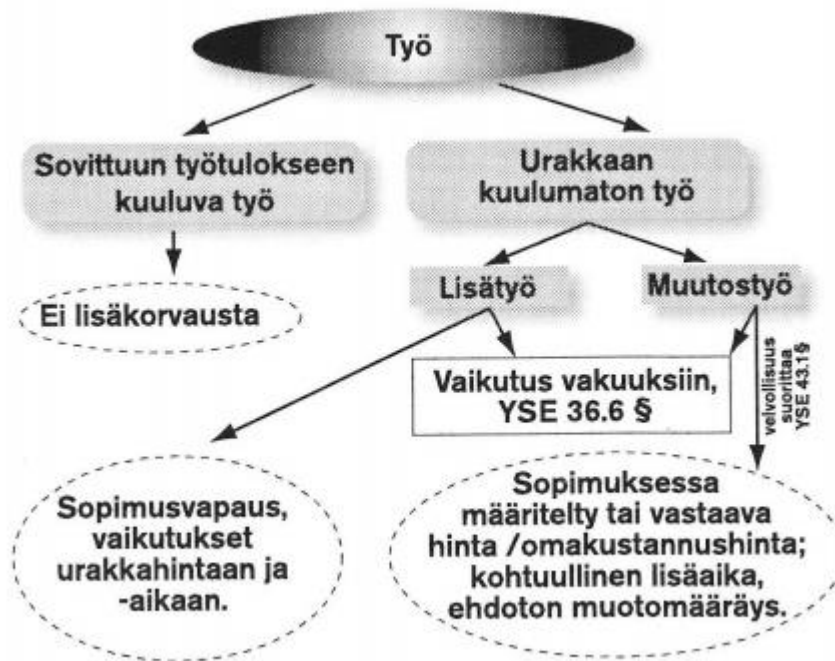 Työ
Sovittuun työtulokseen
kuuluva työ
Urakkaan
kuulumaton työ
Ei lisäkorvausta
Lisätyö
Muutostyö
Vaikutus vakuuksiin,
YSE 36.6 §
velvollisuus
suorittaa
YSE 43.1 §
Sopimusvapaus,
vaikutukset
urakkahintaan ja
-aikaan.
Sopimuksessa
määritelty tai vastaava
hinta /omakustannushinta;
kohtuullinen lisäaika,
ehdoton muotomääräys.